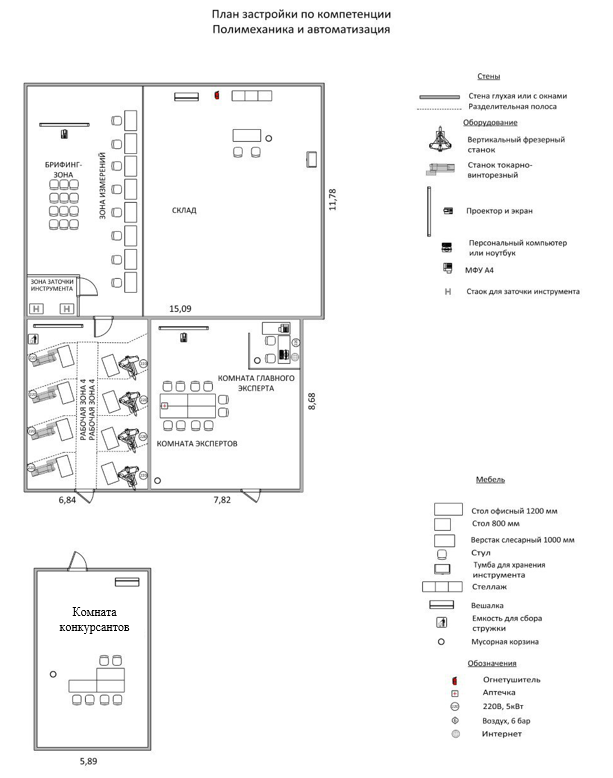 План застройки по компетенции
Полимеханика и автоматизация
Стены
Стена глухая или с окнами
Разделительная полоса
Оборудование
Вертикальный фрезерный
станок
Станок токарно-
винторезный
Проектор и экран
Персональный компьютер
или ноутбук
МФУ А4
Стаок для заточки инструмента
БРИФИНГ-
ЗОНА
ЗОНА ИЗМЕРЕНИЙ
СКЛАД
11,78
ЗОНА ЗАТОЧКИ
ИНСТРУМЕНТА
15,09
РАБОЧАЯ ЗОНА 4
РАБОЧАЯ ЗОНА 4
КОМНАТА ГЛАВНОГО
ЭКСПЕРТА
КОМНАТА ЭКСПЕРТОВ
8,68
6,84
7,82
Мебель
Стол офисный 1200 мм
Стол 800 мм
Верстак слесарный 1000 мм
Стул
Тумба для хранения
инструмента
Стеллаж
Вешалка
Емкость для сбора
стружки
Мусорная корзина
Обозначения
Огнетушитель
Аптечка
220В, 5кВт
Воздух, 6 бар
Интернет
Комната
конкурсантов
5,89